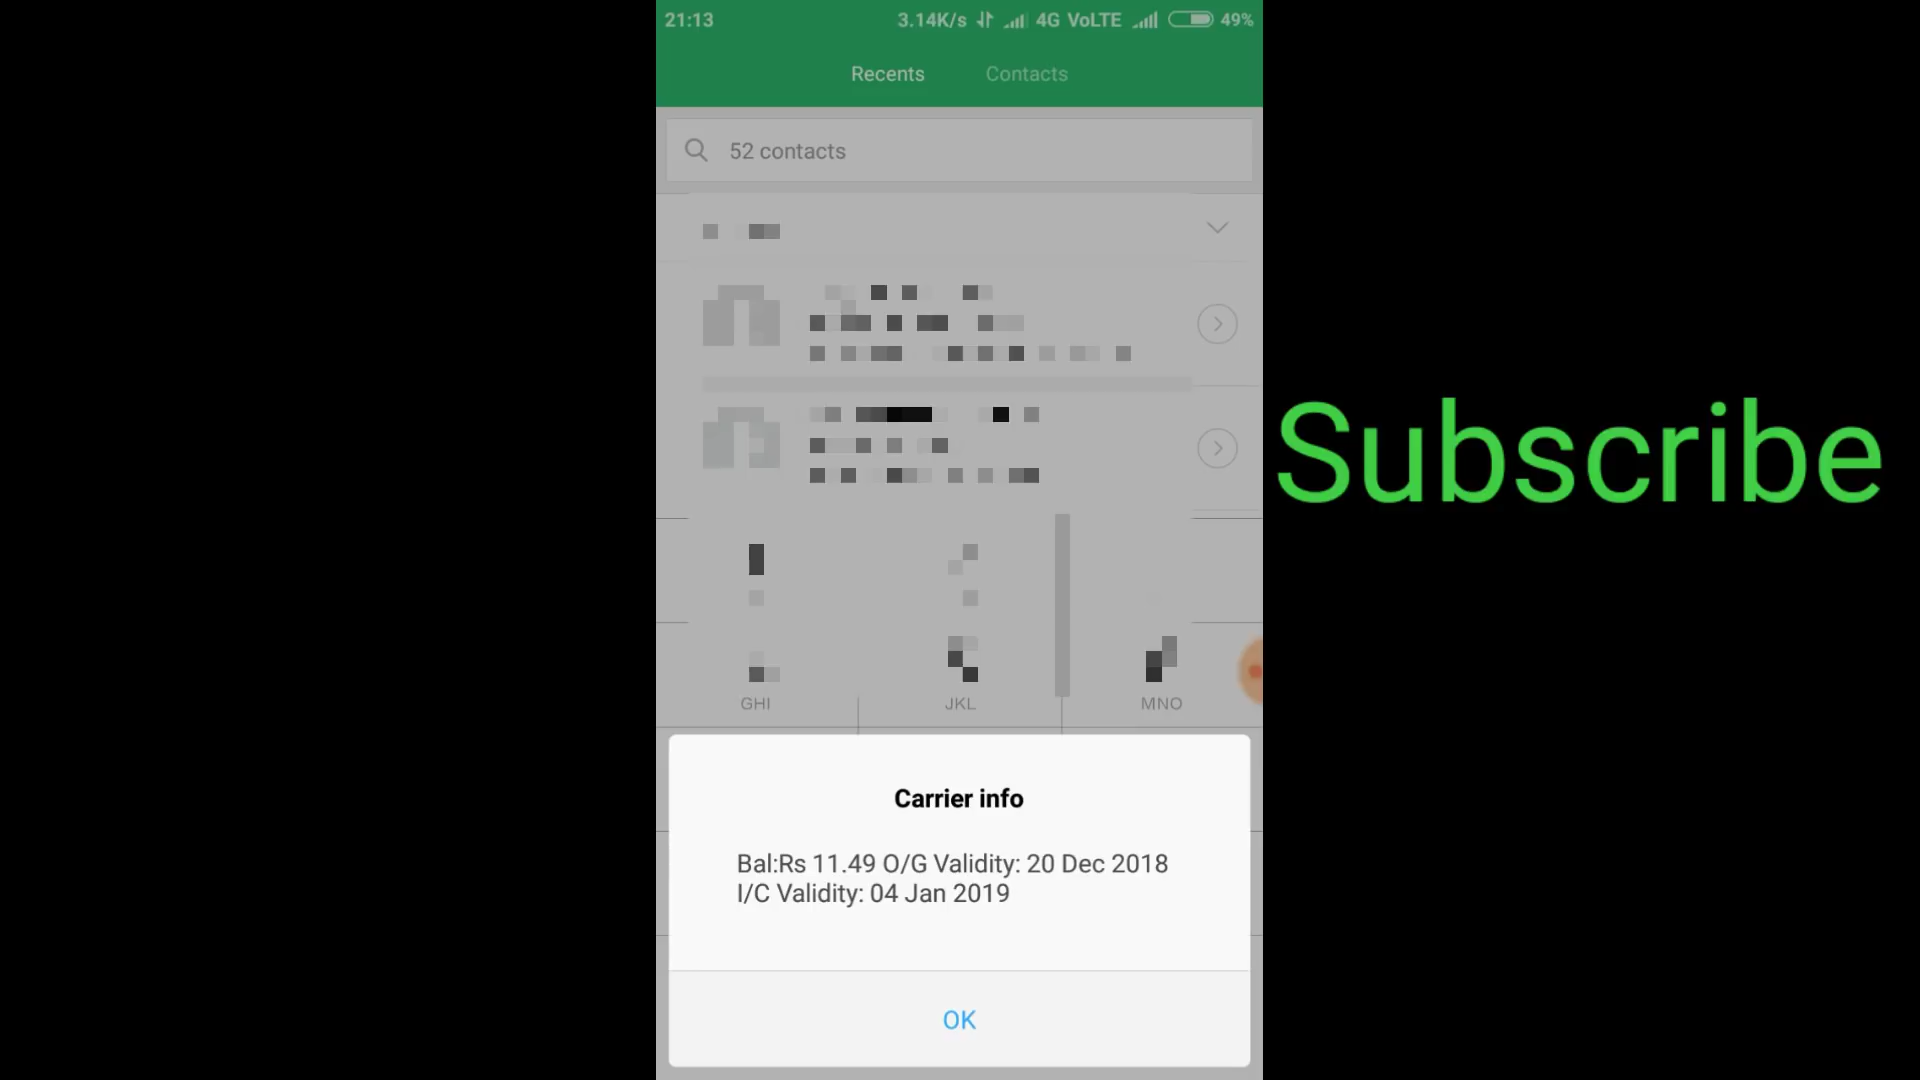 21:13 3.14K/s 4G VoLTE 49%
Recents Contacts
52 contacts
Subscribe
GHI JKL MNO
Carrier info
Bal:Rs 11.49 O/G Validity: 20 Dec 2018
I/C Validity: 04 Jan 2019
OK